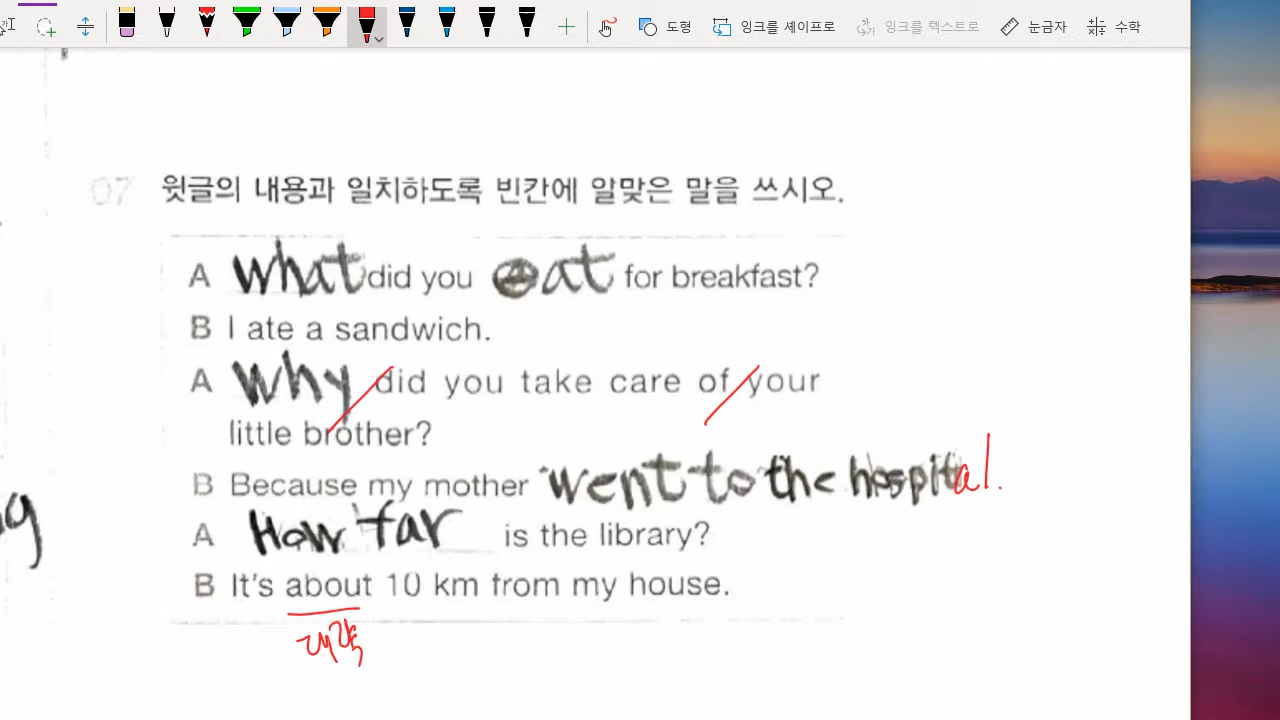 도형 잉크를 셰이프로 잉크를 텍스트로 눈금자 수학
07 윗글의 내용과 일치하도록 빈칸에 알맞은 말을 쓰시오.
A what did you eat for breakfast?
B I ate a sandwich.
A why did you take care of your
little brother?
B Because my mother went to the hospital.
A How far is the library?
B It's about 10 km from my house.
대략